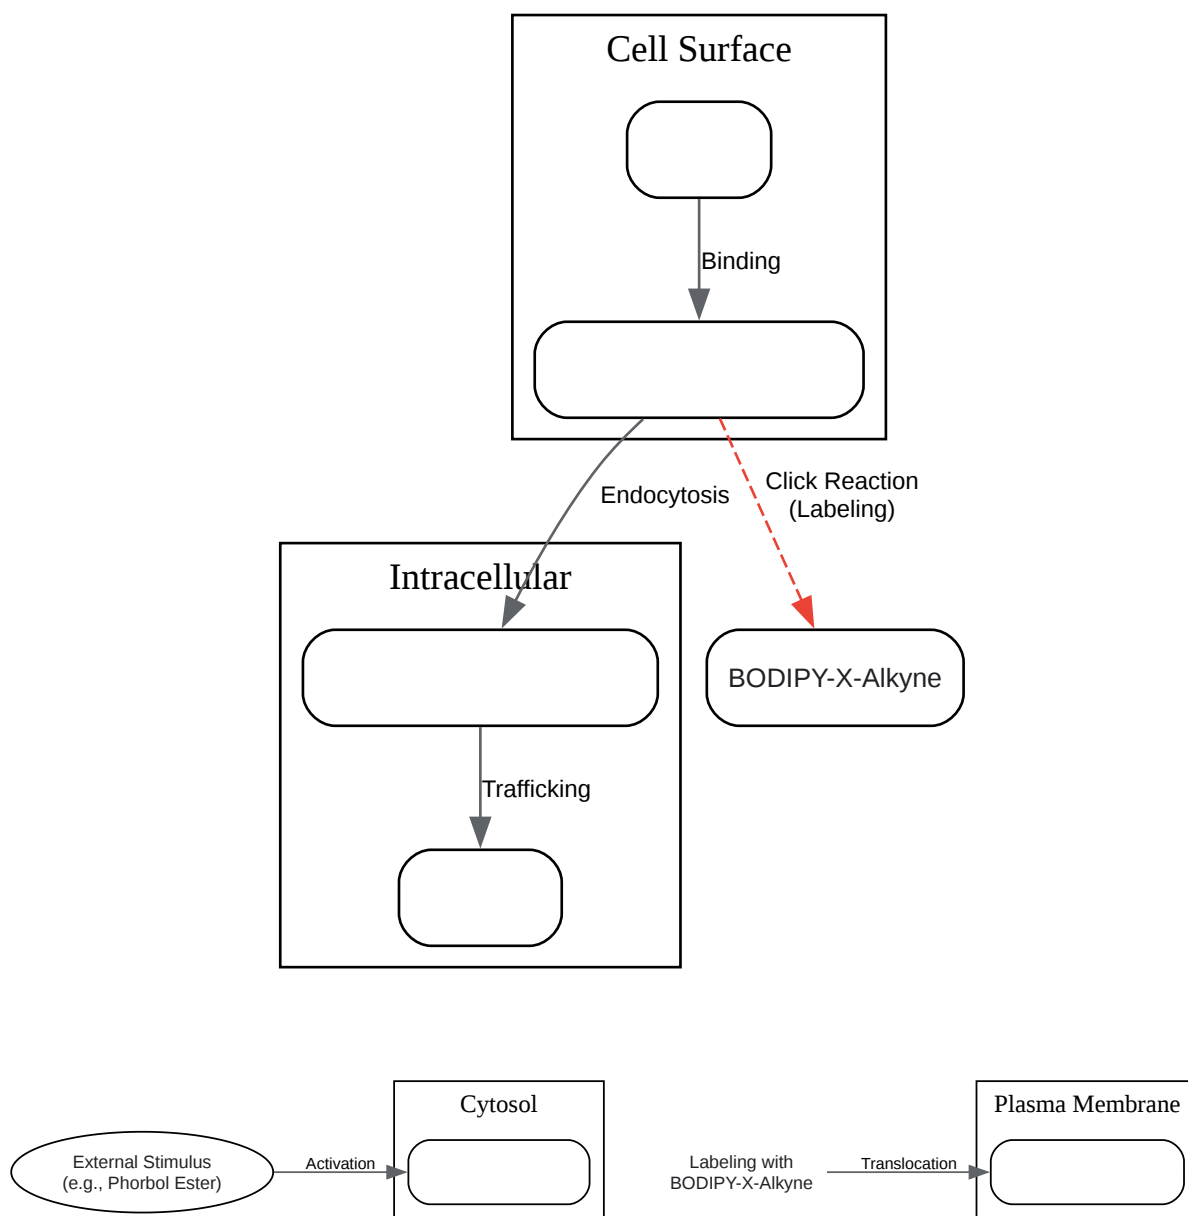 Cell Surface
Binding
Endocytosis
Click Reaction
(Labeling)
Intracellular
BODIPY-X-Alkyne
Trafficking
Cytosol
Plasma Membrane
External Stimulus
(e.g., Phorbol Ester)
Activation
Labeling with
BODIPY-X-Alkyne
Translocation